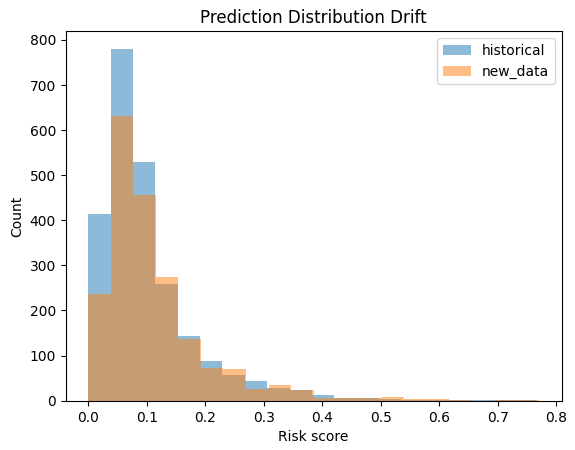 Prediction Distribution Drift
historical
new_data
800
700
600
500
400
300
200
100
0
Count
0.0 0.1 0.2 0.3 0.4 0.5 0.6 0.7 0.8
Risk score